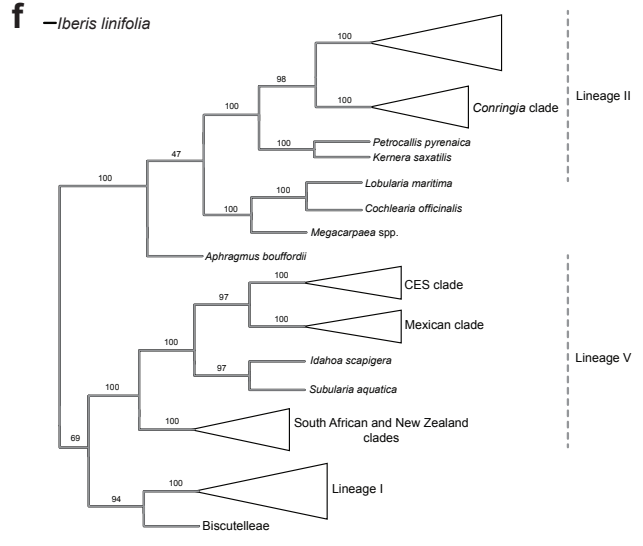 f –Iberis linifolia
100
98
Lineage II
100
100
Conringia clade
100
Petrocallis pyrenaica
Kernera saxatilis
47
100
100
Lobularia maritima
Cochlearia officinalis
100
Megacarpaea spp.
Aphragmus bouffordii
100
CES clade
97
100
Mexican clade
100
Lineage V
97
Idahoa scapigera
Subularia aquatica
100
100
South African and New Zealand
clades
69
100
Lineage I
94
Biscutelleae